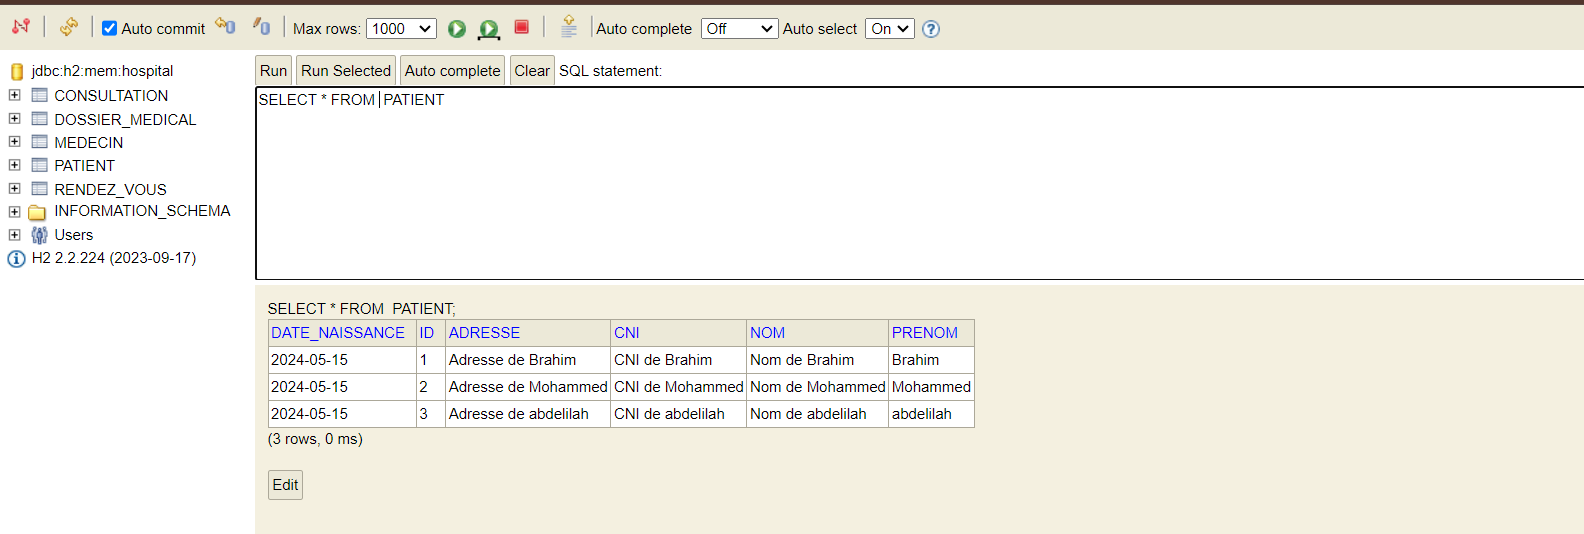 Auto commit Max rows: 1000 Auto complete Off Auto select On
jdbc:h2:mem:hospital
CONSULTATION
DOSSIER_MEDICAL
MEDECIN
PATIENT
RENDEZ_VOUS
INFORMATION_SCHEMA
Users
H2 2.2.224 (2023-09-17)
Run Run Selected Auto complete Clear SQL statement:
SELECT * FROM PATIENT
SELECT * FROM  PATIENT;
DATE_NAISSANCE ID ADRESSE CNI NOM PRENOM
2024-05-15 1 Adresse de Brahim CNI de Brahim Nom de Brahim Brahim
2024-05-15 2 Adresse de Mohammed CNI de Mohammed Nom de Mohammed Mohammed
2024-05-15 3 Adresse de abdelilah CNI de abdelilah Nom de abdelilah abdelilah
(3 rows, 0 ms)
Edit